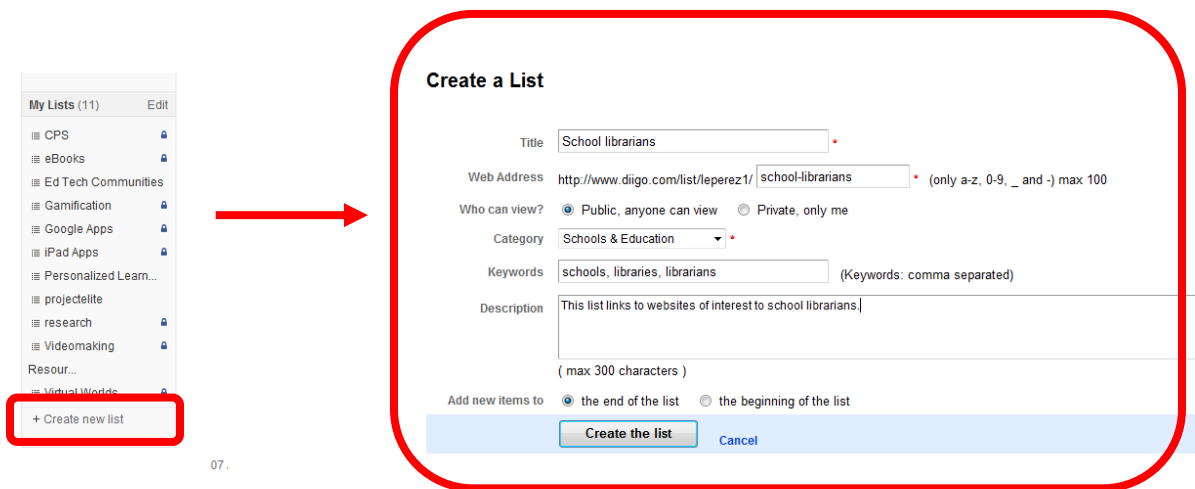 My Lists (11) Edit
CPS
eBooks
Ed Tech Communities
Gamification
Google Apps
iPad Apps
Personalized Learn...
projectelite
research
Videomaking
Resour...
Virtual Worlds
+ Create new list
07.
Create a List
Title School librarians *
Web Address http://www.diigo.com/list/leperez1/ school-librarians * (only a-z, 0-9, _ and -) max 100
Who can view? Public, anyone can view Private, only me
Category Schools & Education *
Keywords schools, libraries, librarians (Keywords: comma separated)
Description This list links to websites of interest to school librarians.
( max 300 characters )
Add new items to the end of the list the beginning of the list
Create the list Cancel